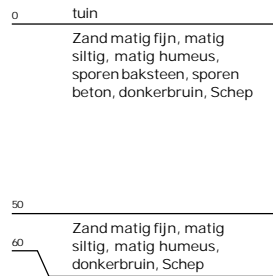 0 tuin
Zand matig fijn, matig
siltig, matig humeus,
sporen baksteen, sporen
beton, donkerbruin, Schep
50
Zand matig fijn, matig
60 siltig, matig humeus,
donkerbruin, Schep